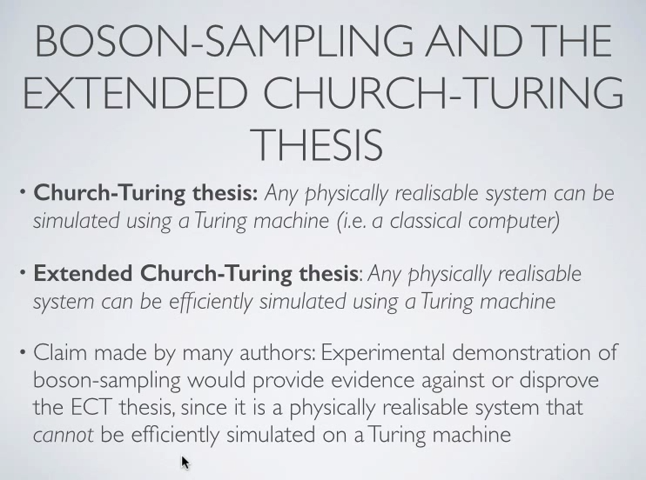 BOSON-SAMPLING AND THE
EXTENDED CHURCH-TURING
THESIS
• Church-Turing thesis: Any physically realisable system can be
simulated using a Turing machine (i.e. a classical computer)
• Extended Church-Turing thesis: Any physically realisable
system can be efficiently simulated using a Turing machine
• Claim made by many authors: Experimental demonstration of
boson-sampling would provide evidence against or disprove
the ECT thesis, since it is a physically realisable system that
cannot be efficiently simulated on a Turing machine